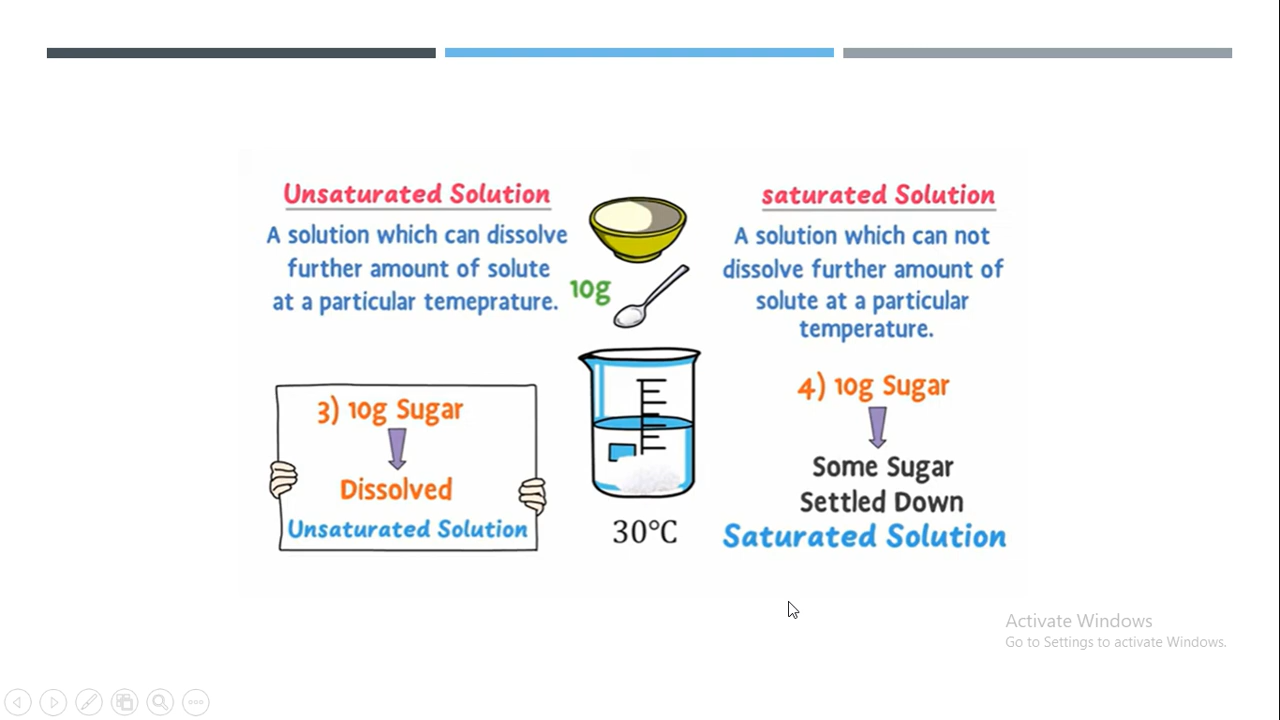 Unsaturated Solution
A solution which can dissolve
further amount of solute
at a particular temeprature.
3) 10g Sugar
Dissolved
Unsaturated Solution
10g
30°C
saturated Solution
A solution which can not
dissolve further amount of
solute at a particular
temperature.
4) 10g Sugar
Some Sugar
Settled Down
Saturated Solution
Activate Windows
Go to Settings to activate Windows.